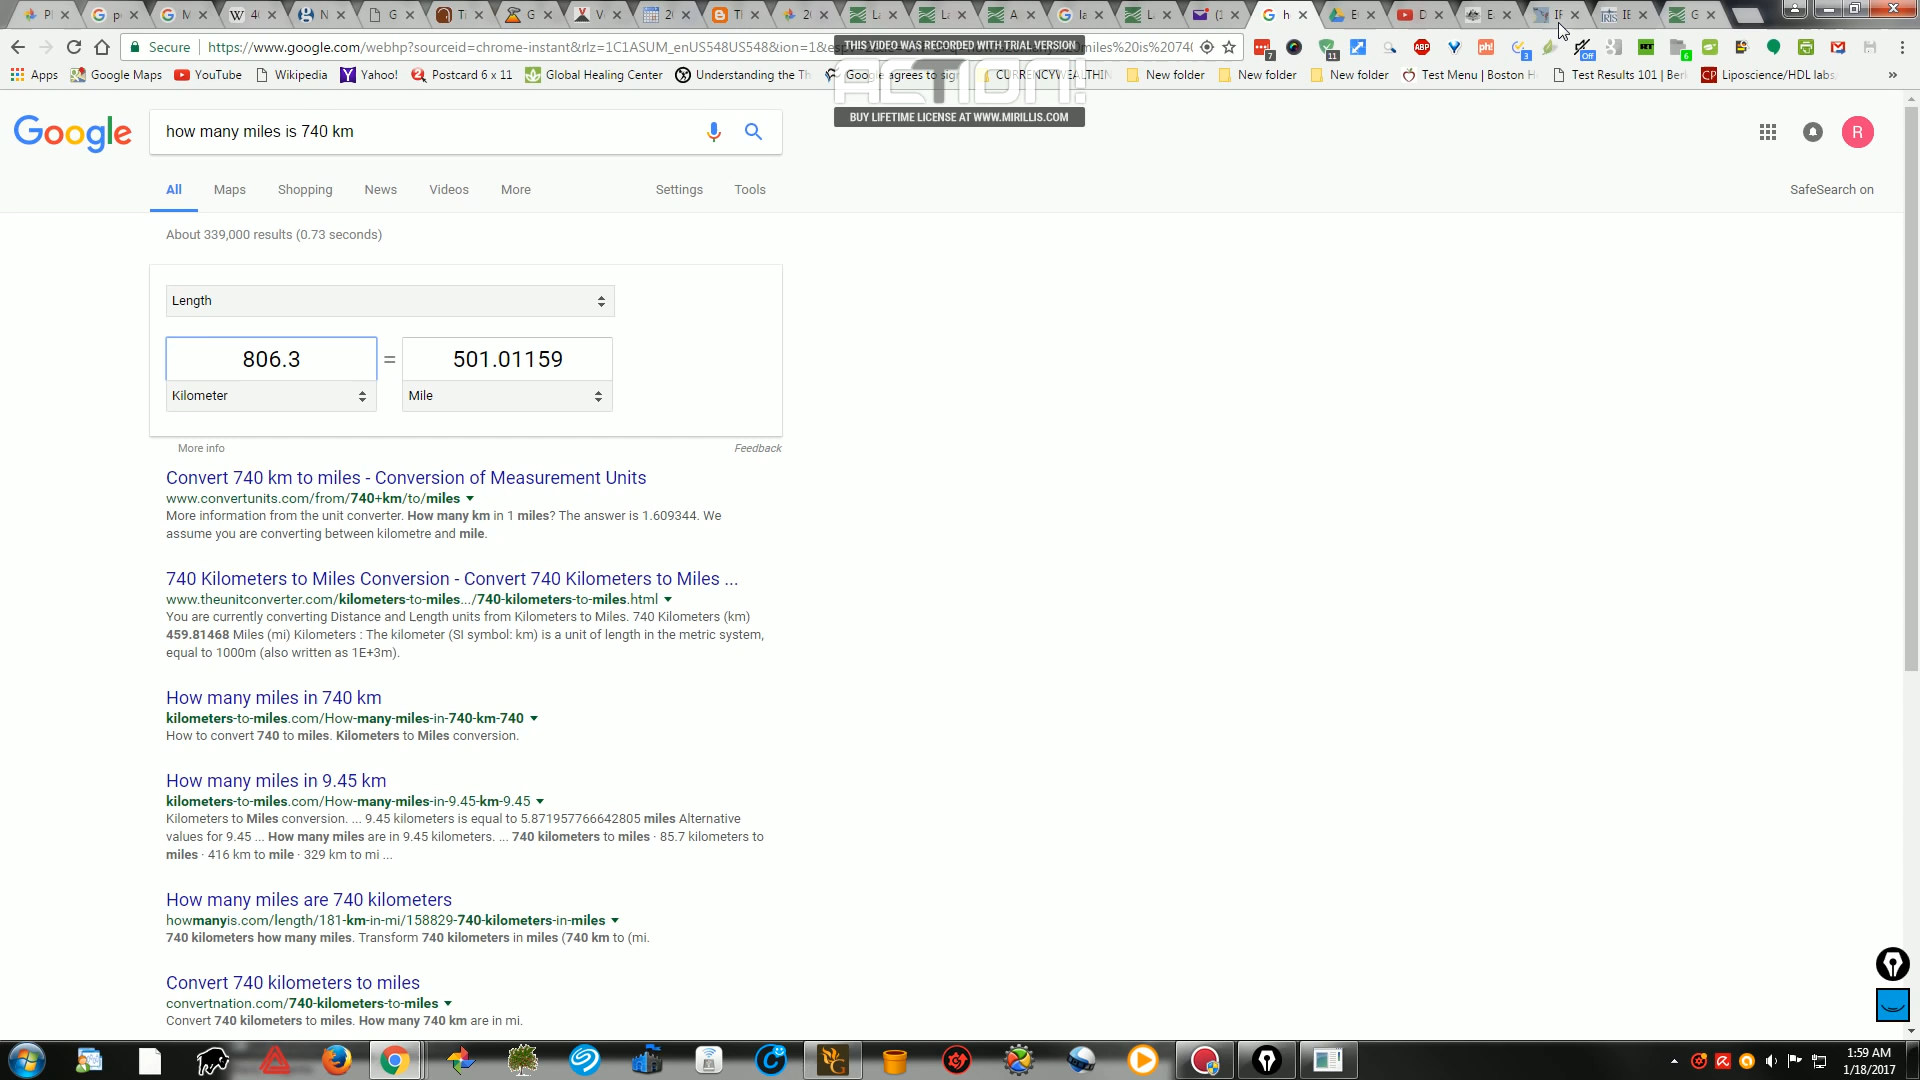 Secure
https://www.google.com/webhp?sourceid=chrome-instant&rlz=1C1ASUM_enUS548US548&ion=1&es
miles%20is%2074(
THIS VIDEO WAS RECORDED WITH TRIAL VERSION
ACTION!
BUY LIFETIME LICENSE AT WWW.MIRILLIS.COM
Apps
Google Maps
YouTube
Wikipedia
Yahoo!
Postcard 6 x 11
Global Healing Center
Understanding the Th
Google agrees to sign
CURRENCYWEALTHIN
New folder
New folder
New folder
Test Menu | Boston H
Test Results 101 | Ber
Liposcience/HDL labs
Google
how many miles is 740 km
R
All
Maps
Shopping
News
Videos
More
Settings
Tools
SafeSearch on
About 339,000 results (0.73 seconds)
Length
806.3 = 501.01159
Kilometer
Mile
More info
Feedback
Convert 740 km to miles - Conversion of Measurement Units
www.convertunits.com/from/740+km/to/miles
More information from the unit converter. How many km in 1 miles? The answer is 1.609344. We
assume you are converting between kilometre and mile.
740 Kilometers to Miles Conversion - Convert 740 Kilometers to Miles ...
www.theunitconverter.com/kilometers-to-miles.../740-kilometers-to-miles.html
You are currently converting Distance and Length units from Kilometers to Miles. 740 Kilometers (km)
459.81468 Miles (mi) Kilometers : The kilometer (SI symbol: km) is a unit of length in the metric system,
equal to 1000m (also written as 1E+3m).
How many miles in 740 km
kilometers-to-miles.com/How-many-miles-in-740-km-740
How to convert 740 to miles. Kilometers to Miles conversion.
How many miles in 9.45 km
kilometers-to-miles.com/How-many-miles-in-9.45-km-9.45
Kilometers to Miles conversion. ... 9.45 kilometers is equal to 5.871957766642805 miles Alternative
values for 9.45 ... How many miles are in 9.45 kilometers. ... 740 kilometers to miles · 85.7 kilometers to
miles · 416 km to mile · 329 km to mi ...
How many miles are 740 kilometers
howmanyis.com/length/181-km-in-mi/158829-740-kilometers-in-miles
740 kilometers how many miles. Transform 740 kilometers in miles (740 km to (mi.
Convert 740 kilometers to miles
convertnation.com/740-kilometers-to-miles
Convert 740 kilometers to miles. How many 740 km are in mi.
1:59 AM
1/18/2017